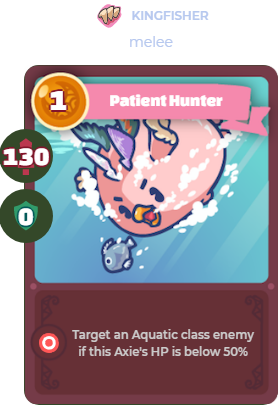 KINGFISHER
melee
1
Patient Hunter
130
0
Target an Aquatic class enemy
if this Axie's HP is below 50%